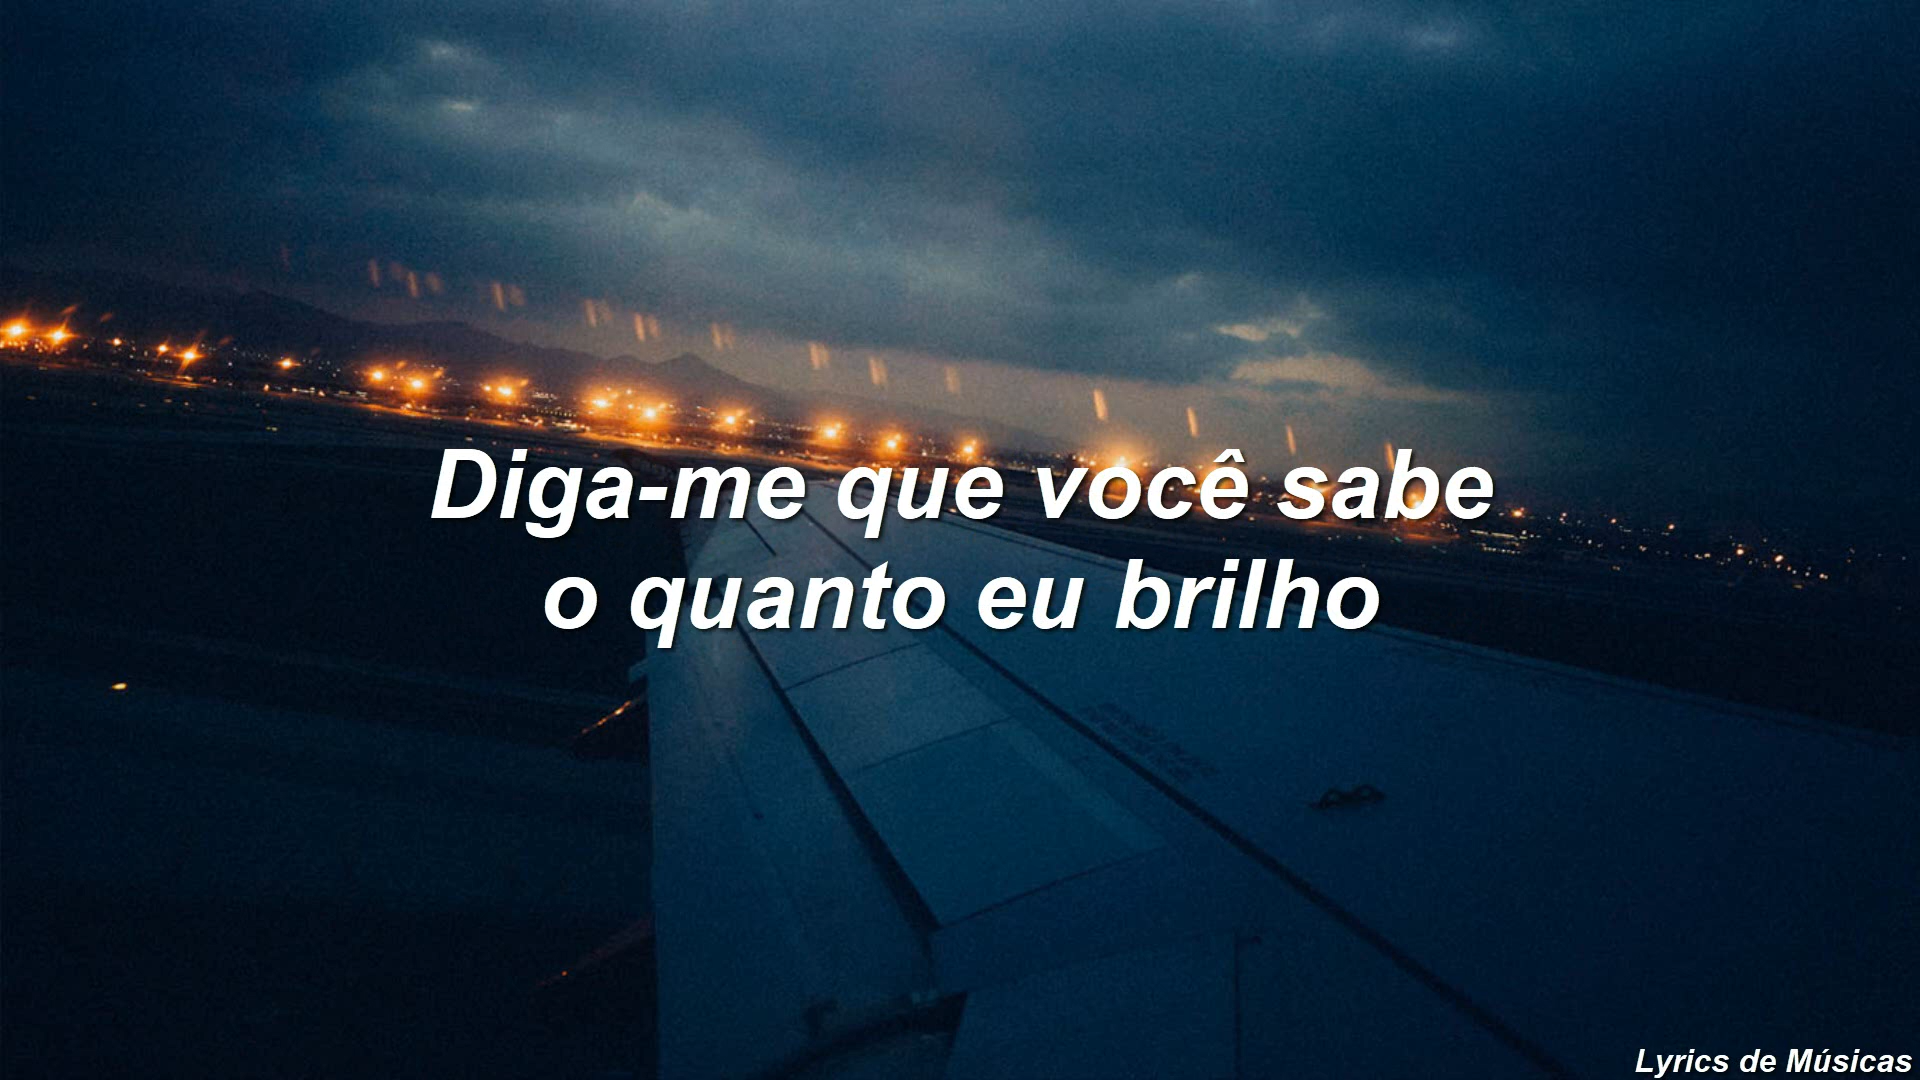 Diga-me que você sabe
o quanto eu brilho
Lyrics de Músicas